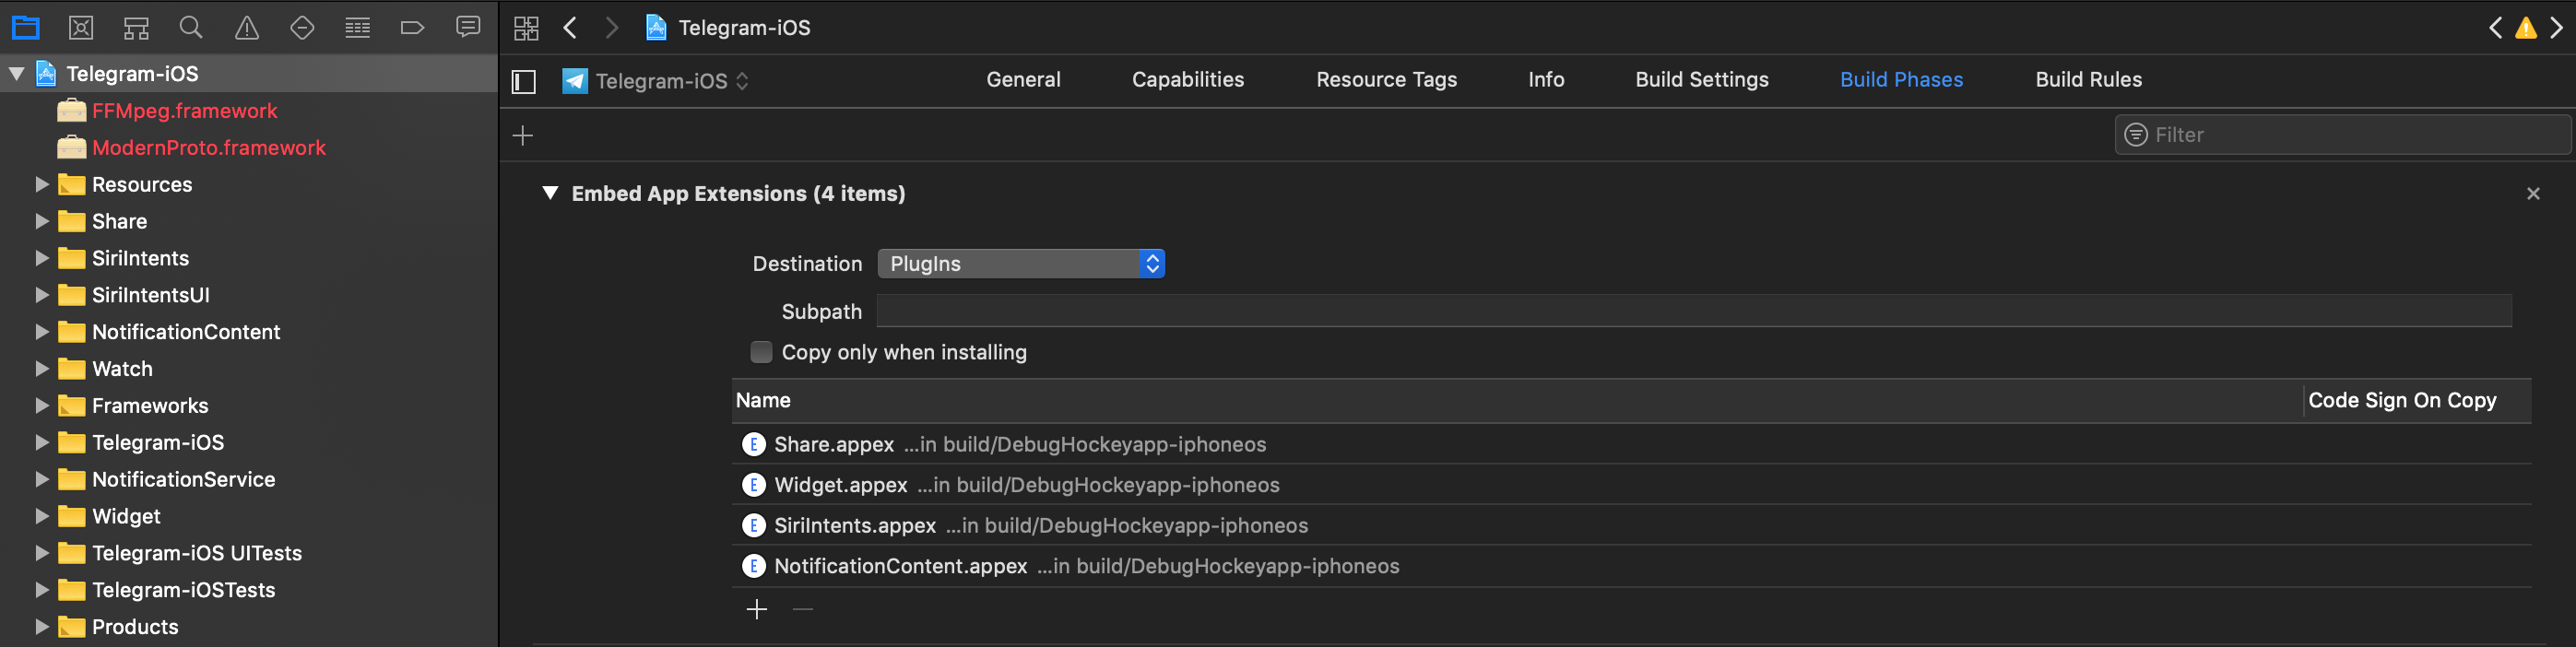 Telegram-iOS
FFMpeg.framework
ModernProto.framework
Resources
Share
SiriIntents
SiriIntentsUI
NotificationContent
Watch
Frameworks
Telegram-iOS
NotificationService
Widget
Telegram-iOS UITests
Telegram-iOSTests
Products
Telegram-iOS
Telegram-iOS General Capabilities Resource Tags Info Build Settings Build Phases Build Rules
Filter
Embed App Extensions (4 items)
Destination PlugIns
Subpath
Copy only when installing
Name Code Sign On Copy
E Share.appex ...in build/DebugHockeyapp-iphoneos
E Widget.appex ...in build/DebugHockeyapp-iphoneos
E SiriIntents.appex ...in build/DebugHockeyapp-iphoneos
E NotificationContent.appex ...in build/DebugHockeyapp-iphoneos